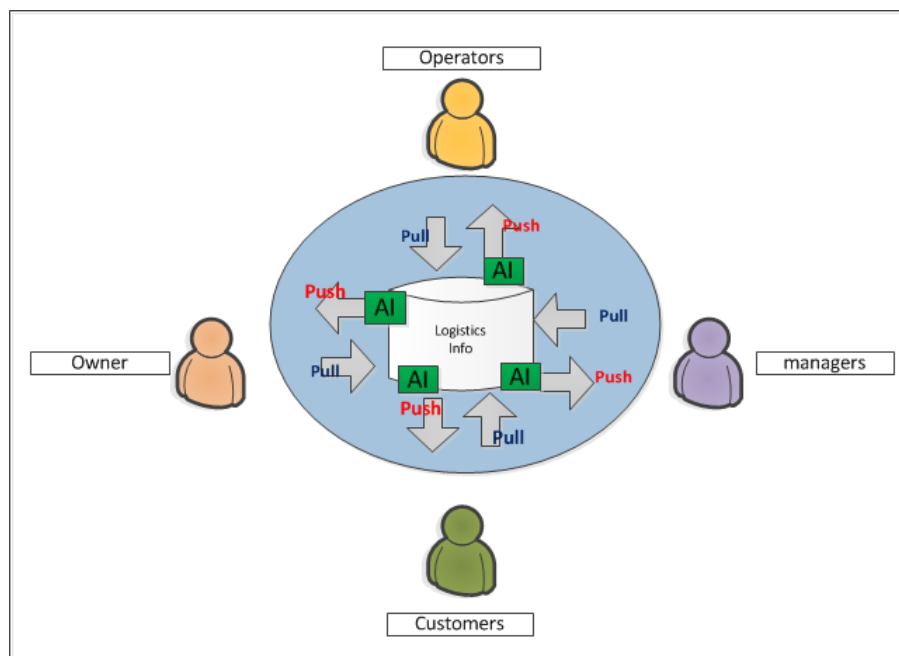 Operators
Pull
Push
AI
Push
AI
Logistics
Info
Pull
Owner
Pull
AI
AI
Push
managers
Push
Pull
Customers